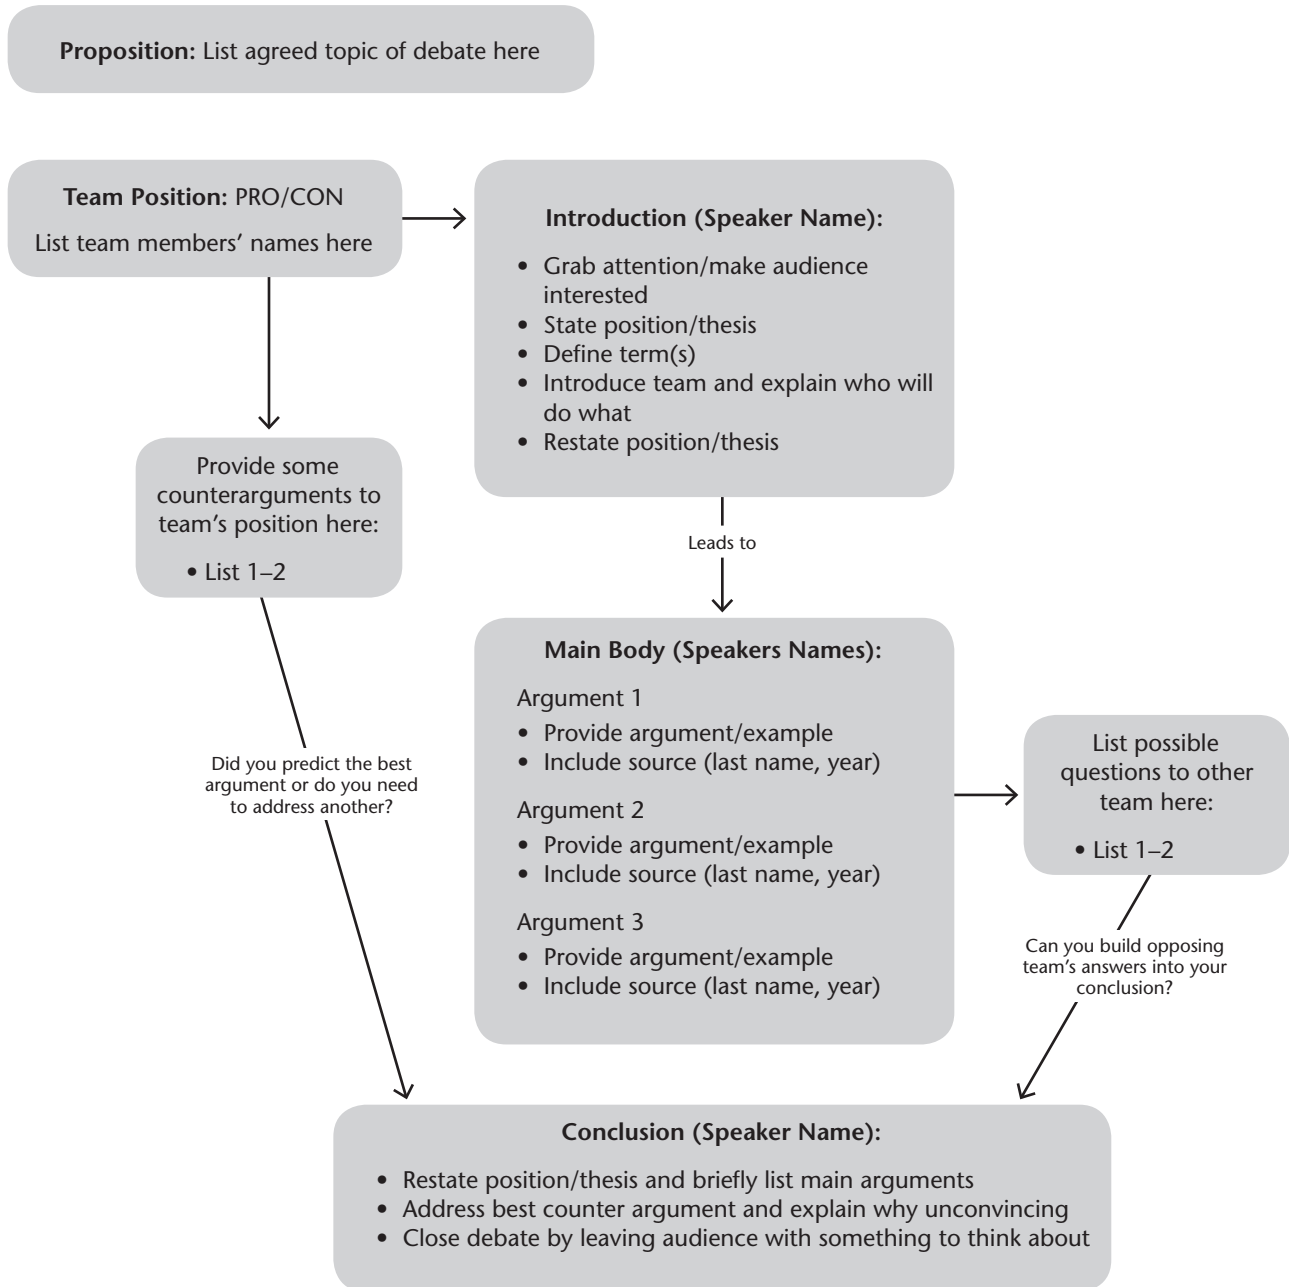 Proposition: List agreed topic of debate here
Team Position: PRO/CON
List team members’ names here
Introduction (Speaker Name):
• Grab attention/make audience
interested
• State position/thesis
• Define term(s)
• Introduce team and explain who will
do what
• Restate position/thesis
Provide some
counterarguments to
team’s position here:
• List 1–2
Leads to
Main Body (Speakers Names):
Argument 1
• Provide argument/example
• Include source (last name, year)
Argument 2
• Provide argument/example
• Include source (last name, year)
Argument 3
• Provide argument/example
• Include source (last name, year)
List possible
questions to other
team here:
• List 1–2
Did you predict the best
argument or do you need
to address another?
Can you build opposing
team’s answers into your
conclusion?
Conclusion (Speaker Name):
• Restate position/thesis and briefly list main arguments
• Address best counter argument and explain why unconvincing
• Close debate by leaving audience with something to think about